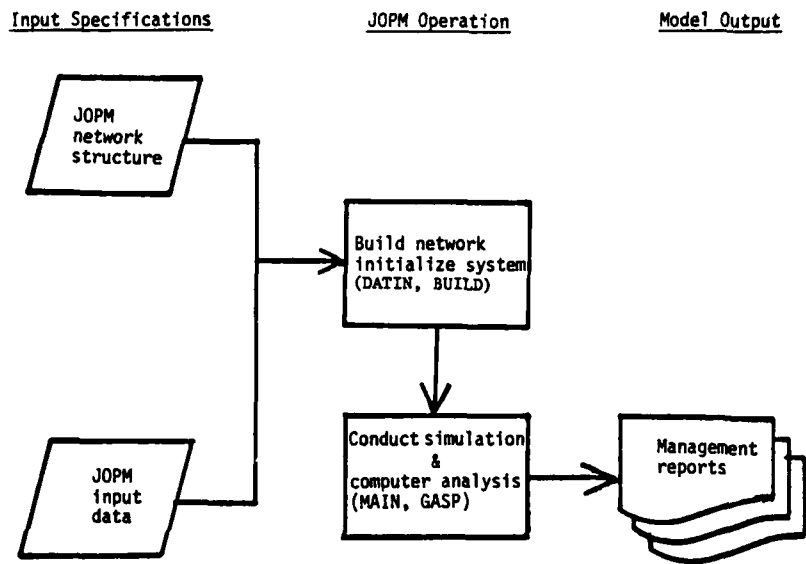 Input Specifications
JOPM Operation
Model Output
JOPM
network
structure
Build network
initialize system
(DATIN, BUILD)
JOPM
input
data
Conduct simulation
&
computer analysis
(MAIN, GASP)
Management
reports